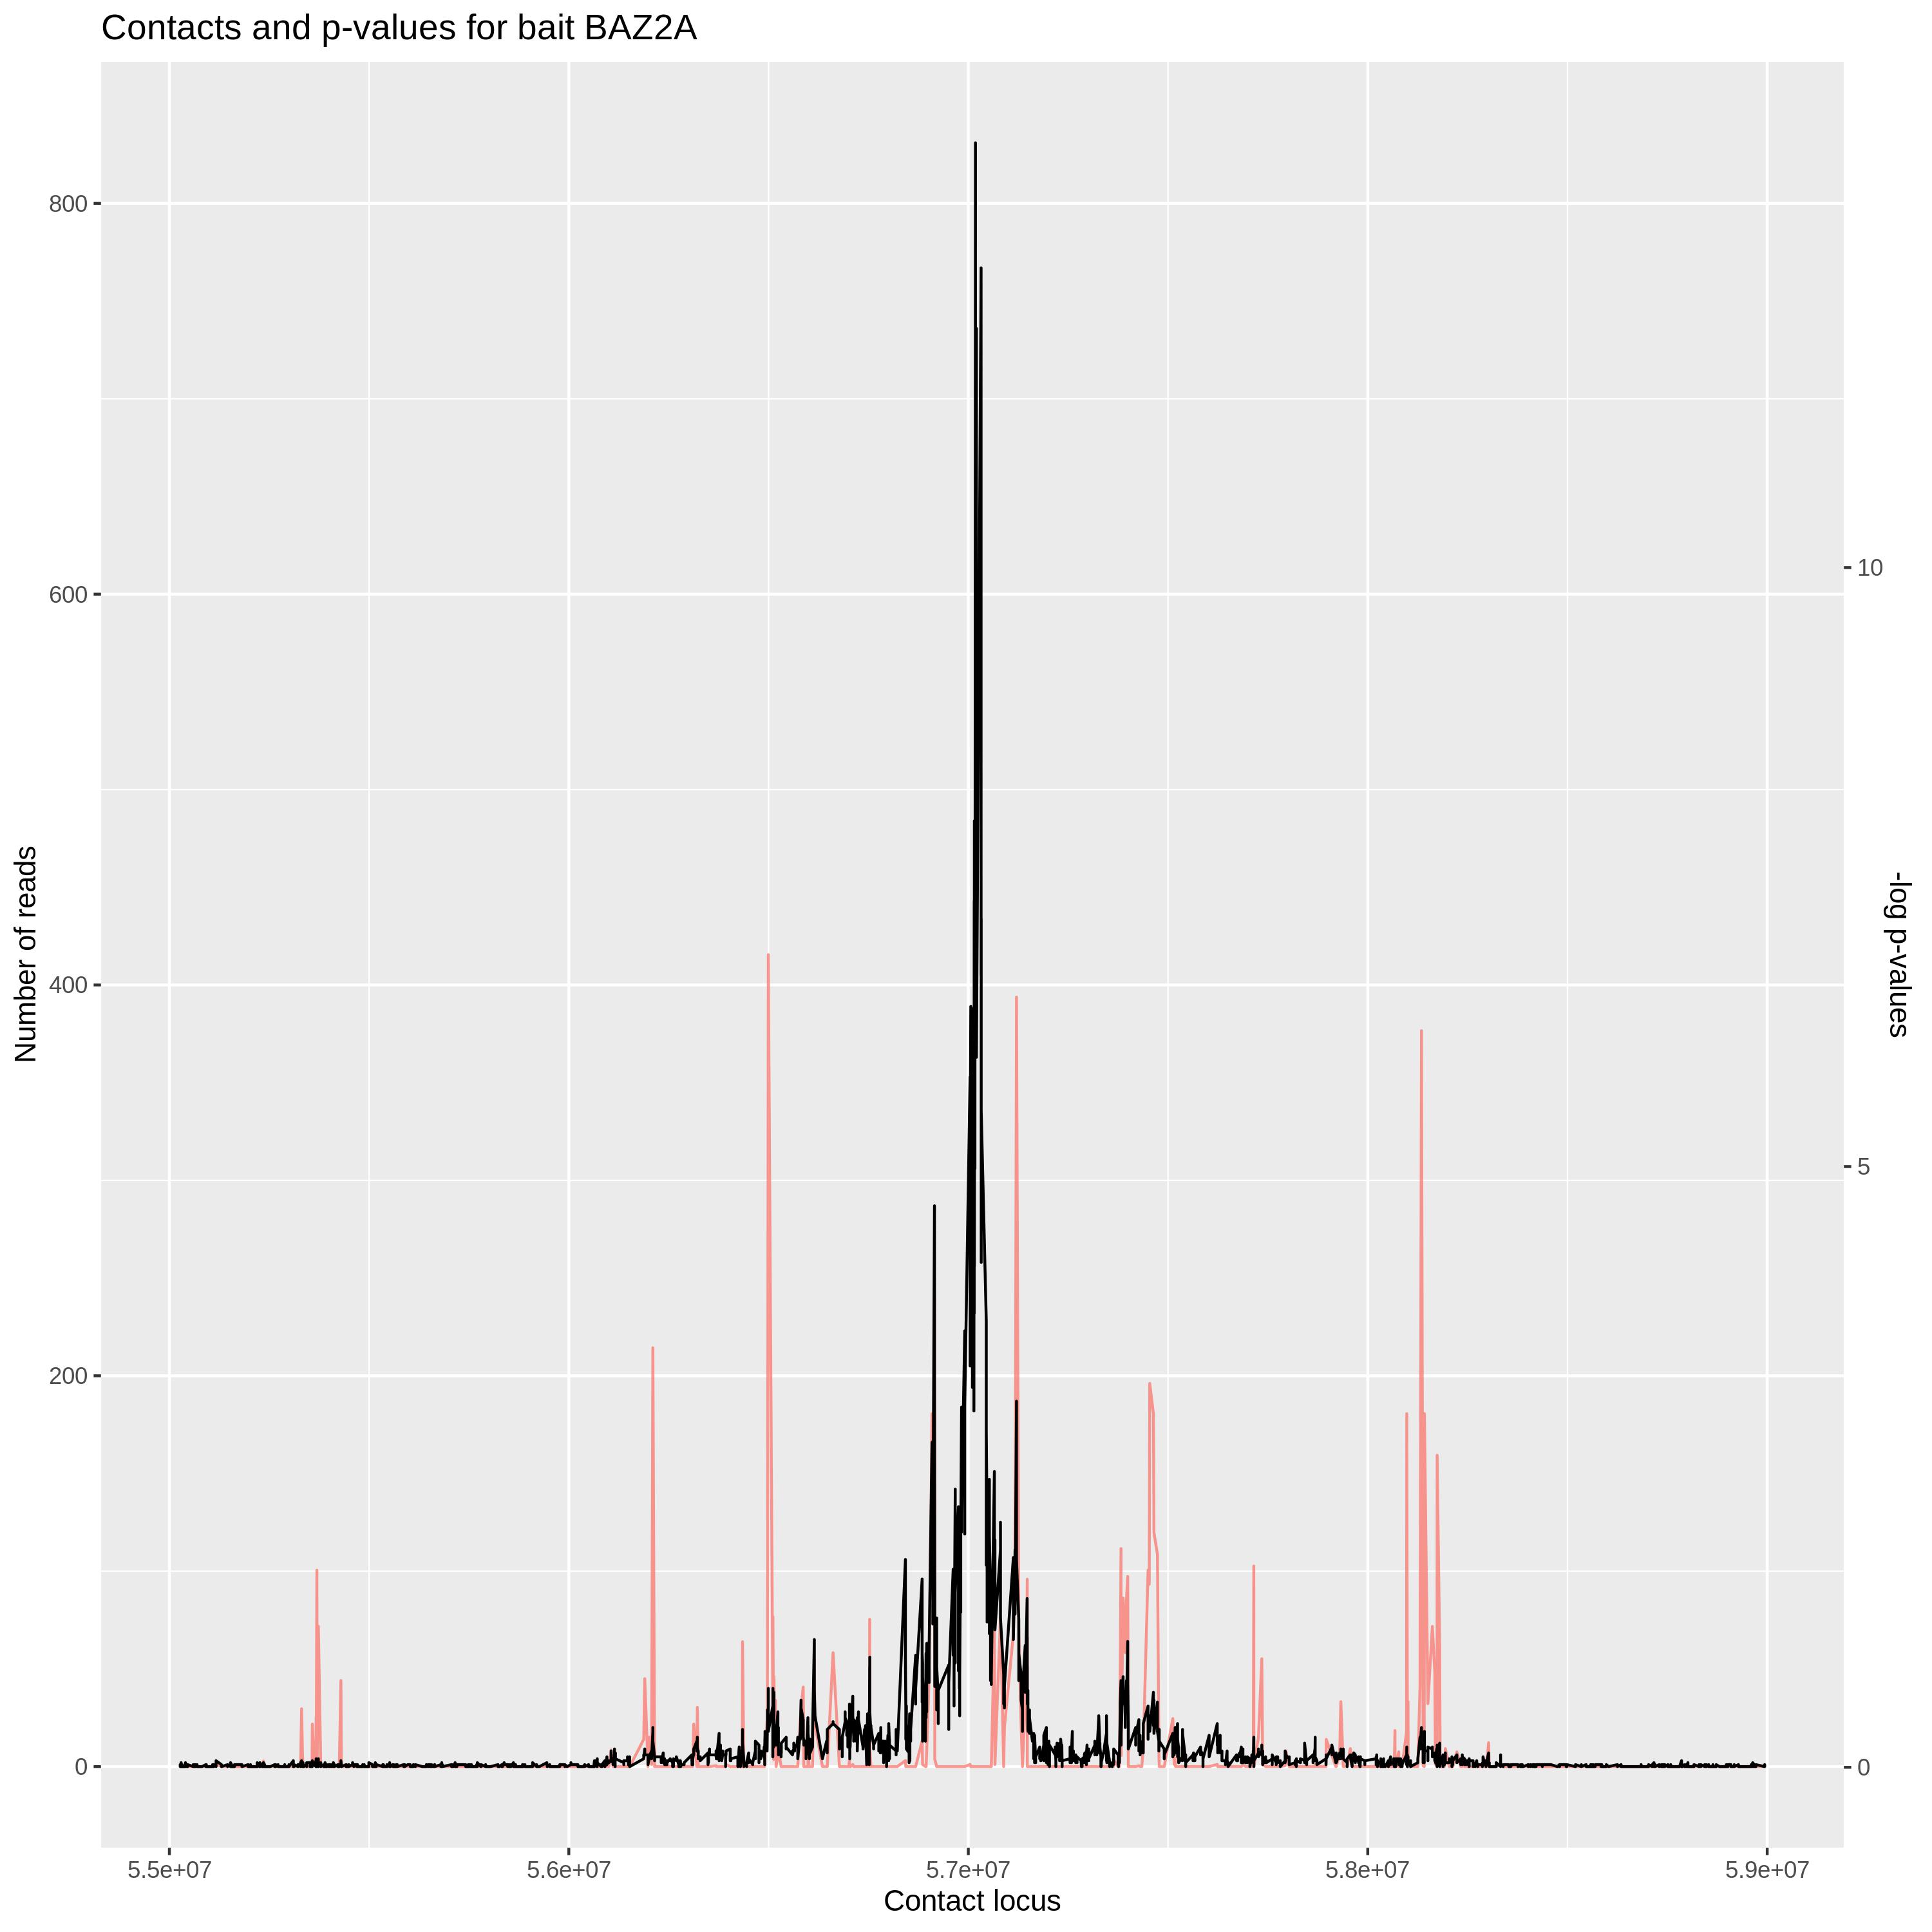 Contacts and p-values for bait BAZ2A
800
600
400
200
0
Number of reads
10
5
0
-log p-values
5.5e+07
5.6e+07
5.7e+07
5.8e+07
5.9e+07
Contact locus